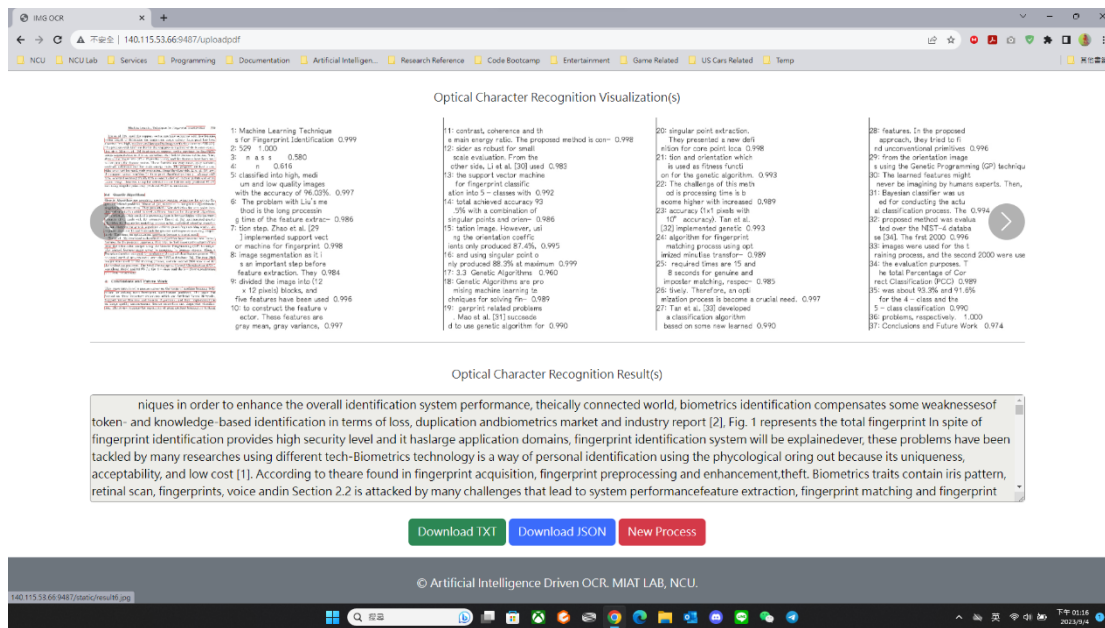 IMG OCR
不安全 | 140.115.53.66:9487/uploadpdf
NCU NCU Lab Services Programming Documentation Artificial Intelligen... Research Reference Code Bootcamp Entertainment Game Related US Cars Related Temp 其他書籤
Optical Character Recognition Visualization(s)
1: Machine Learning Technique
s for Fingerprint Identification 0.999
2: 529 1.000
3: n a s s 0.580
4: n 0.616
5: classified into high, medi
um and low quality images
with the accuracy of 96.03%. 0.997
6: The problem with Liu's me
thod is the long processin
g time of the feature extrac- 0.986
7: tion step. Zhao et al. [29
] implemented support vect
or machine for fingerprint 0.998
8: image segmentation as it i
s an important step before
feature extraction. They 0.984
9: divided the image into (12
x 12 pixels) blocks, and
five features have been used 0.996
10: to construct the feature v
ector. These features are
gray mean, gray variance, 0.997
11: contrast, coherence and th
e main energy ratio. The proposed method is con- 0.998
12: sider as robust for small
scale evaluation. From the
other side, Li et al. [30] used 0.983
13: the support vector machine
for fingerprint classific
ation into 5 - classes with 0.992
14: total achieved accuracy 93
.5% with a combination of
singular points and orien- 0.986
15: tation image. However, usi
ng the orientation coeffic
ients only produced 87.4%, 0.995
16: and using singular point o
nly produced 88.3% at maximum 0.999
17: 3.3 Genetic Algorithms 0.960
18: Genetic Algorithms are pro
mising machine learning te
chniques for solving fin- 0.989
19: gerprint related problems
. Mao et al. [31] succeede
d to use genetic algorithm for 0.990
20: singular point extraction.
They presented a new defi
nition for core point loca 0.998
21: tion and orientation which
is used as fitness functi
on for the genetic algorithm. 0.993
22: The challenge of this meth
od is processing time is b
ecome higher with increased 0.989
23: accuracy (1x1 pixels with
10° accuracy). Tan et al.
[32] implemented genetic 0.993
24: algorithm for fingerprint
matching process using opt
imized minutiae transfor- 0.989
25: required times are 15 and
8 seconds for genuine and
imposter matching, respec- 0.985
26: tively. Therefore, an opti
mization process is become a crucial need. 0.997
27: Tan et al. [33] developed
a classification algorithm
based on some new learned 0.990
28: features. In the proposed
approach, they tried to fi
nd unconventional primitives 0.996
29: from the orientation image
s using the Genetic Programming (GP) techniqu
30: The learned features might
never be imagining by humans experts. Then,
31: Bayesian classifier was us
ed for conducting the actu
al classification process. The 0.994
32: proposed method was evalua
ted over the NIST-4 databa
se [34]. The first 2000 0.996
33: images were used for the t
raining process, and the second 2000 were use
34: the evaluation purposes. T
he total Percentage of Cor
rect Classification (PCC) 0.989
35: was about 93.3% and 91.6%
for the 4 - class and the
5 - class classification 0.990
36: problems, respectively. 1.000
37: Conclusions and Future Work 0.974
Optical Character Recognition Result(s)
niques in order to enhance the overall identification system performance, theically connected world, biometrics identification compensates some weaknessesof
token- and knowledge-based identification in terms of loss, duplication andbiometrics market and industry report [2], Fig. 1 represents the total fingerprint In spite of
fingerprint identification provides high security level and it haslarge application domains, fingerprint identification system will be explainedever, these problems have been
tackled by many researches using different tech-Biometrics technology is a way of personal identification using the phycological oring out because its uniqueness,
acceptability, and low cost [1]. According to theare found in fingerprint acquisition, fingerprint preprocessing and enhancement,theft. Biometrics traits contain iris pattern,
retinal scan, fingerprints, voice andin Section 2.2 is attacked by many challenges that lead to system performancefeature extraction, fingerprint matching and fingerprint
Download TXT Download JSON New Process
© Artificial Intelligence Driven OCR. MIAT LAB, NCU.
140.115.53.66:9487/static/result6.jpg
搜尋
英
下午 01:16
2023/9/4